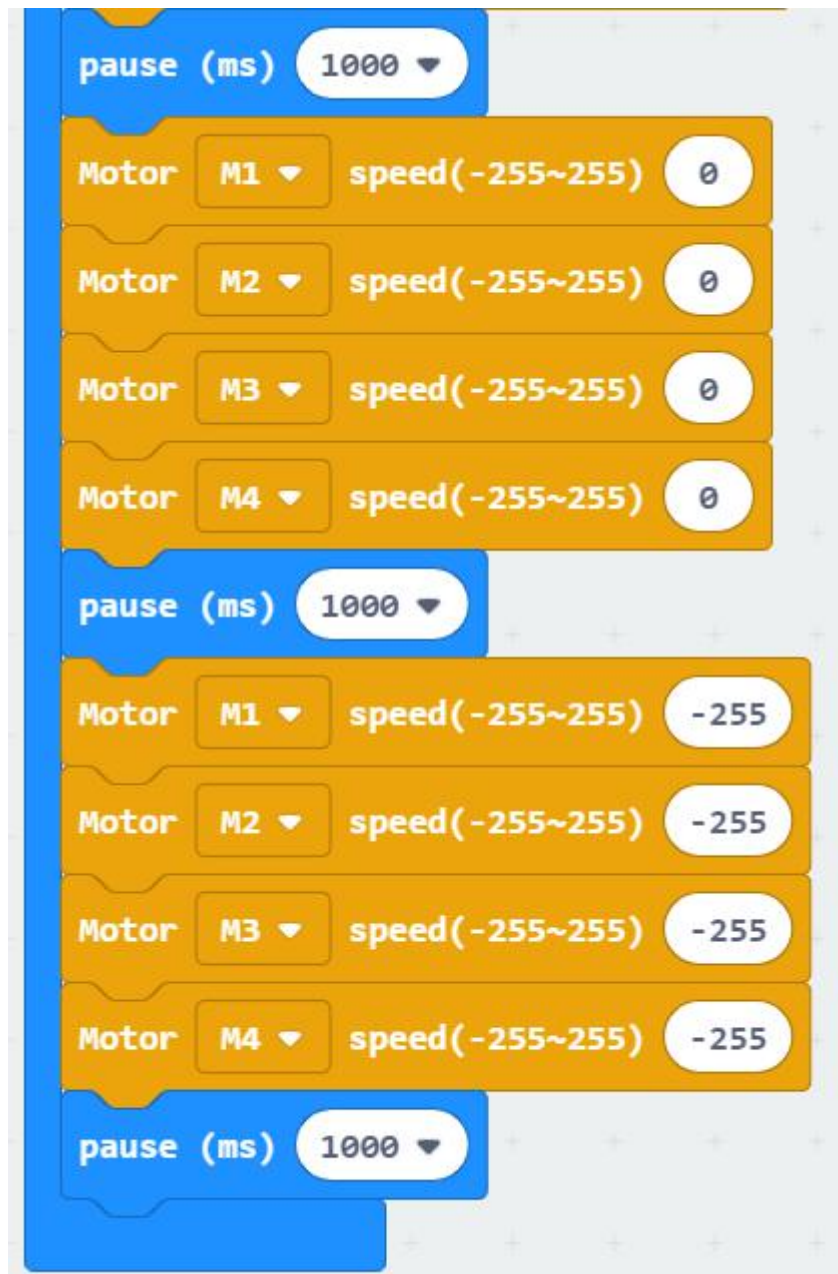 pause (ms) 1000
Motor M1 speed(-255~255) 0
Motor M2 speed(-255~255) 0
Motor M3 speed(-255~255) 0
Motor M4 speed(-255~255) 0
pause (ms) 1000
Motor M1 speed(-255~255) -255
Motor M2 speed(-255~255) -255
Motor M3 speed(-255~255) -255
Motor M4 speed(-255~255) -255
pause (ms) 1000